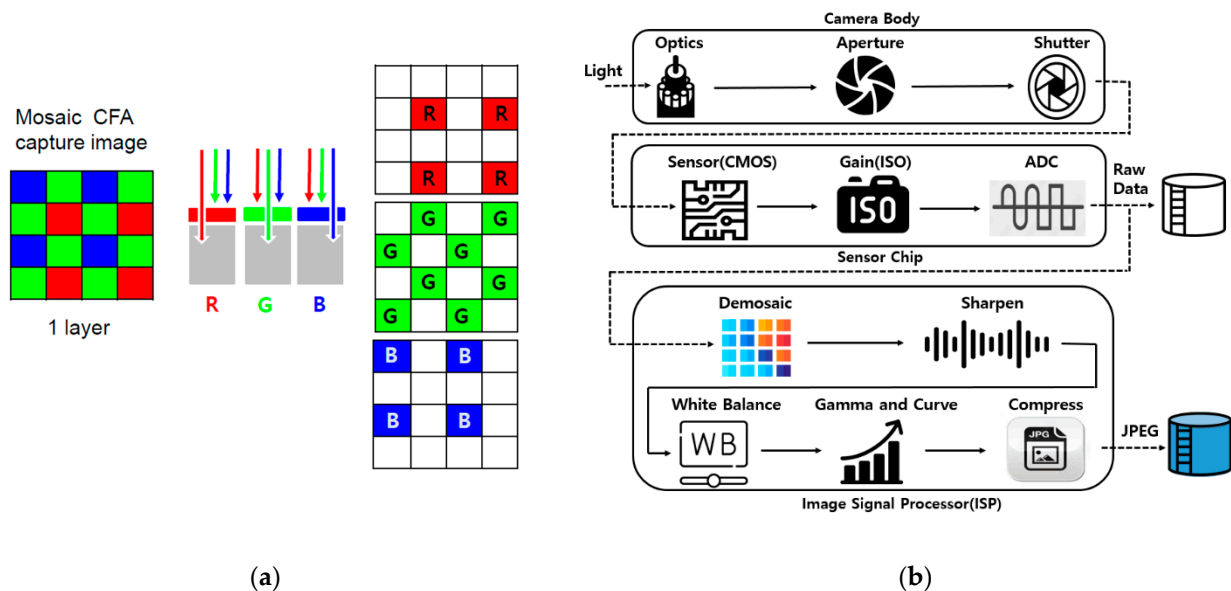 Mosaic CFA
capture image
1 layer
R G B
R R
R R
G G
G G
G G
G G
B B
B B
(a)
Camera Body
Optics Aperture Shutter
Light
Sensor(CMOS) Gain(ISO) ADC
ISO
Raw
Data
Sensor Chip
Demosaic Sharpen
White Balance Gamma and Curve Compress
WB
JPG
JPEG
Image Signal Processor(ISP)
(b)